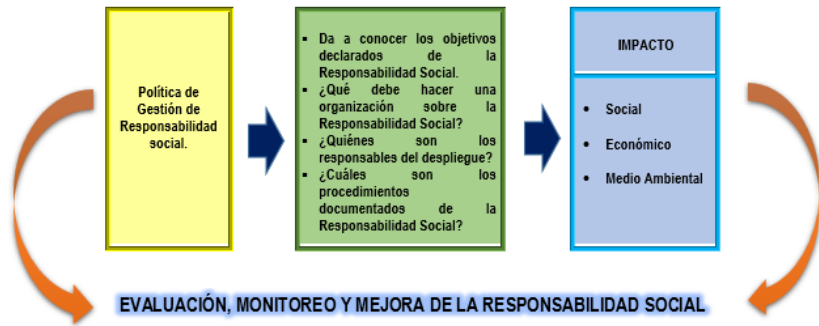 Política de
Gestión de
Responsabilidad
social.
▪ Da a conocer los objetivos
declarados de la
Responsabilidad Social.
▪ ¿Qué debe hacer una
organización sobre la
Responsabilidad Social?
▪ ¿Quiénes son los
responsables del despliegue?
▪ ¿Cuáles son los
procedimientos
documentados de la
Responsabilidad Social?
IMPACTO
• Social
• Económico
• Medio Ambiental
EVALUACIÓN, MONITOREO Y MEJORA DE LA RESPONSABILIDAD SOCIAL